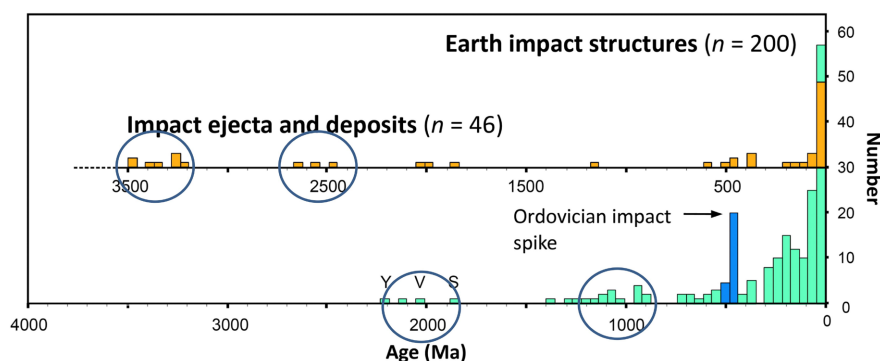 60
Earth impact structures (n = 200)
50
40
Impact ejecta and deposits (n = 46)
30
3500 2500 1500 500
Number
20
Ordovician impact
spike
10
Y V S
0
4000 3000 2000 1000 0
Age (Ma)